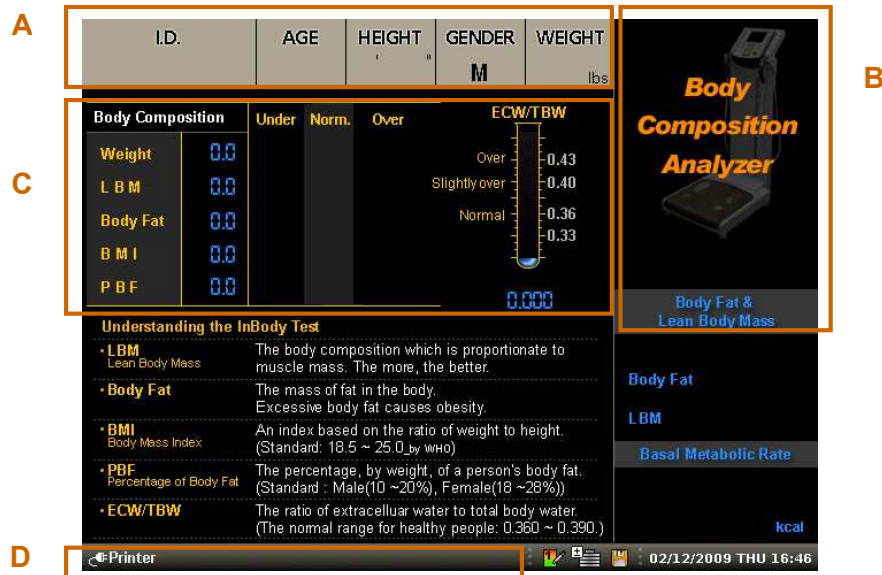 A
I.D. AGE HEIGHT GENDER WEIGHT
' "
M lbs
B
Body
Composition
Analyzer
C
Body Composition Under Norm. Over ECW/TBW
Weight 0.0
Over 0.43
L B M 0.0
Slightly over 0.40
Body Fat 0.0
Normal 0.36
0.33
B M I 0.0
P B F 0.0
0.000
Body Fat &
Lean Body Mass
Understanding the InBody Test
·LBM The body composition which is proportionate to
Lean Body Mass muscle mass. The more, the better.
·Body Fat The mass of fat in the body.
Excessive body fat causes obesity.
·BMI An index based on the ratio of weight to height.
Body Mass Index (Standard: 18.5 ~ 25.0_by WHO)
·PBF The percentage, by weight, of a person's body fat.
Percentage of Body Fat (Standard : Male(10 ~20%), Female(18 ~28%))
·ECW/TBW The ratio of extracelluar water to total body water.
(The normal range for healthy people: 0.360 ~ 0.390.)
Body Fat
LBM
Basal Metabolic Rate
kcal
D
Printer 02/12/2009 THU 16:46